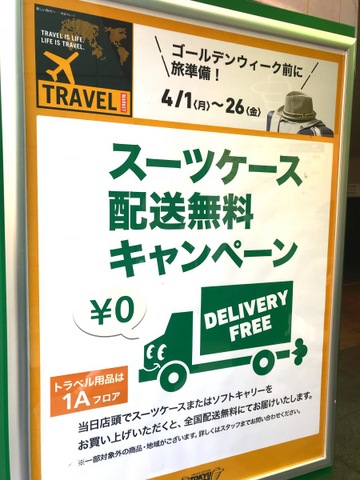 TRAVEL IS LIFE.
LIFE IS TRAVEL.
TRAVEL
MARKET
ゴールデンウィーク前に
旅準備！
4/1(月)～26(金)
スーツケース
配送無料
キャンペーン
¥0
DELIVERY
FREE
トラベル用品は
1Aフロア
当日店頭でスーツケースまたはソフトキャリーを
お買い上げいただくと、全国配送無料にてお届けいたします。
※一部対象外の商品・地域がございます。詳しくはスタッフまでお問い合わせください。
TOKYU